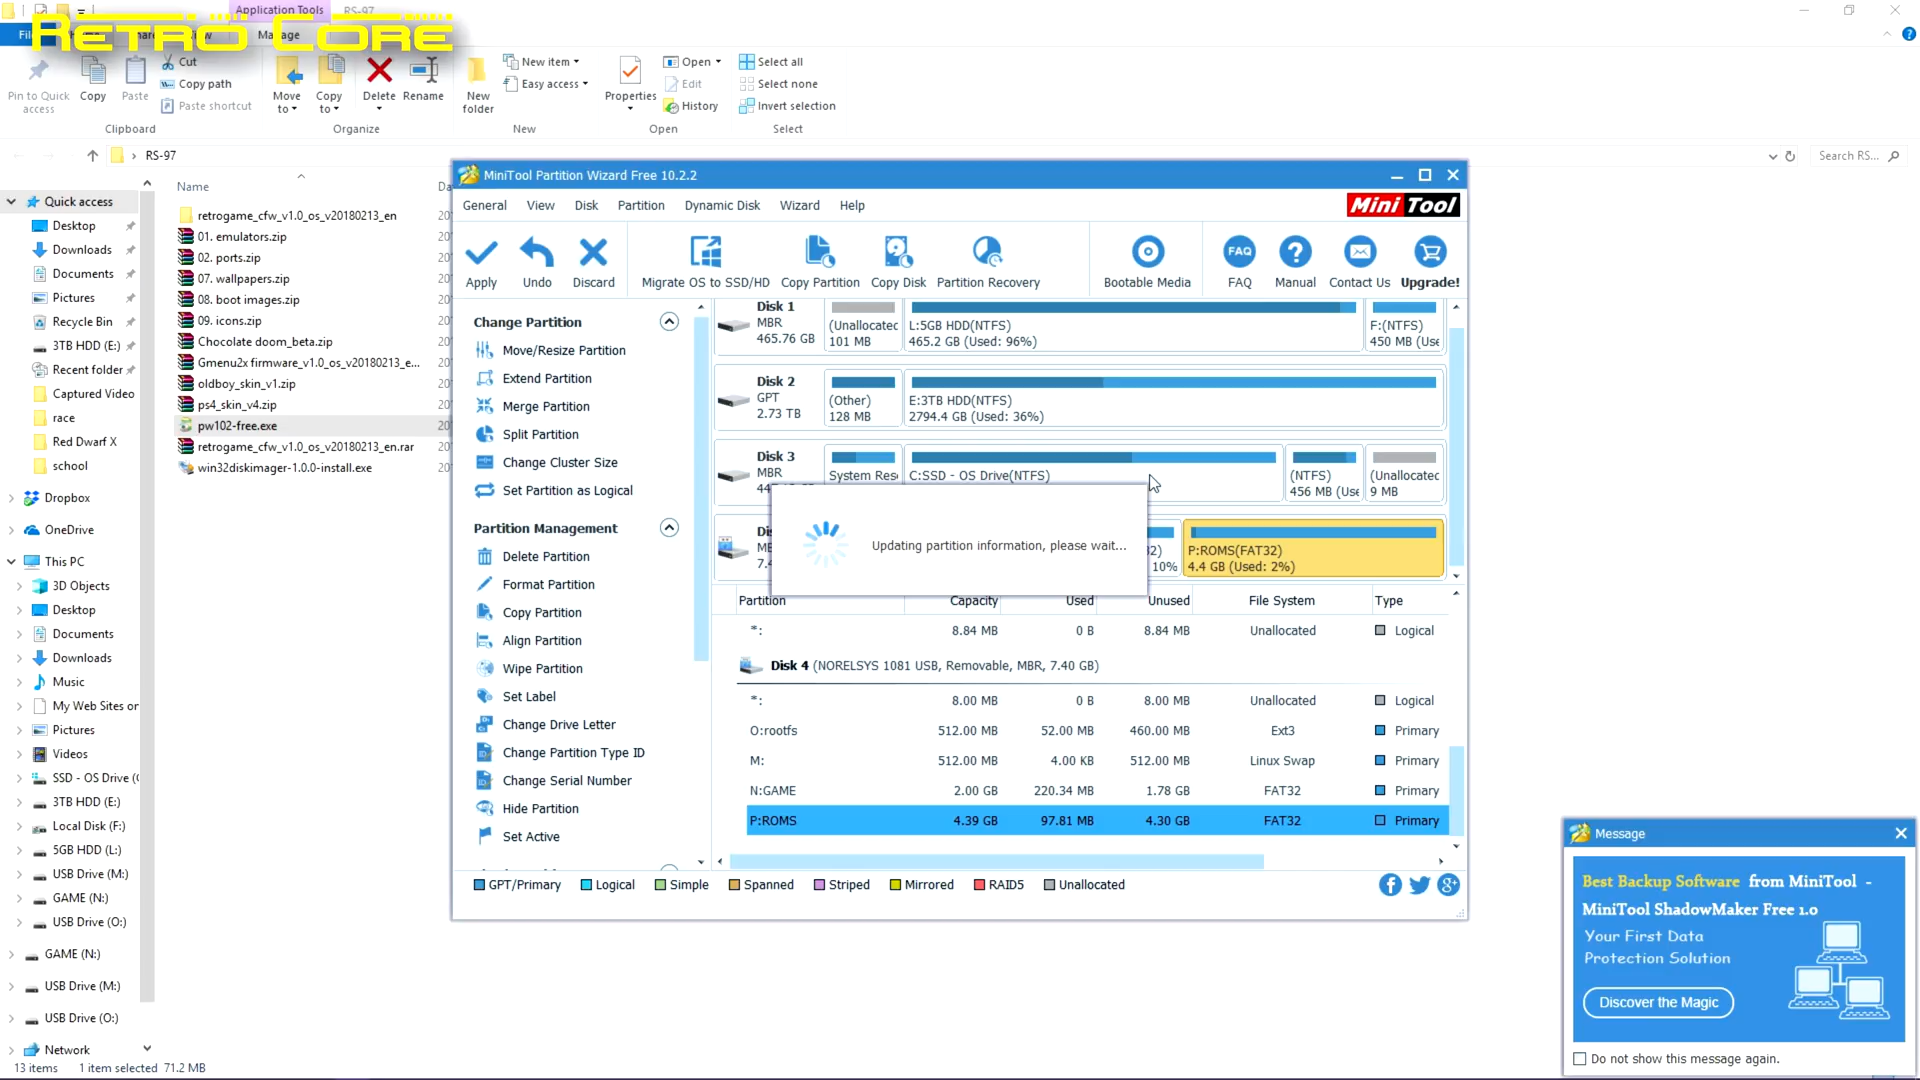 Application Tools
RS-97
RETRO CORE
Manage
Pin to Quick
access
Copy
Paste
Cut
Copy path
Paste shortcut
Clipboard
Move
to
Copy
to
Delete
Rename
Organize
New
folder
New item
Easy access
New
Properties
Open
Edit
History
Open
Select all
Select none
Invert selection
Select
› RS-97
Search RS...
Quick access
Desktop
Downloads
Documents
Pictures
Recycle Bin
3TB HDD (E:)
Recent folder
Captured Video
race
Red Dwarf X
school
Dropbox
OneDrive
This PC
3D Objects
Desktop
Documents
Downloads
Music
My Web Sites or
Pictures
Videos
SSD - OS Drive (
3TB HDD (E:)
Local Disk (F:)
5GB HDD (L:)
USB Drive (M:)
GAME (N:)
USB Drive (O:)
GAME (N:)
USB Drive (M:)
USB Drive (O:)
Network
13 items 1 item selected 71.2 MB
Name
retrogame_cfw_v1.0_os_v20180213_en
01. emulators.zip
02. ports.zip
07. wallpapers.zip
08. boot images.zip
09. icons.zip
Chocolate doom_beta.zip
Gmenu2x firmware_v1.0_os_v20180213_e...
oldboy_skin_v1.zip
ps4_skin_v4.zip
pw102-free.exe
retrogame_cfw_v1.0_os_v20180213_en.rar
win32diskimager-1.0.0-install.exe
MiniTool Partition Wizard Free 10.2.2
General View Disk Partition Dynamic Disk Wizard Help
Mini Tool
Apply
Undo
Discard
Migrate OS to SSD/HD
Copy Partition
Copy Disk
Partition Recovery
Bootable Media
FAQ
FAQ
Manual
Contact Us
Upgrade!
Change Partition
Move/Resize Partition
Extend Partition
Merge Partition
Split Partition
Change Cluster Size
Set Partition as Logical
Partition Management
Delete Partition
Format Partition
Copy Partition
Align Partition
Wipe Partition
Set Label
Change Drive Letter
Change Partition Type ID
Change Serial Number
Hide Partition
Set Active
Disk 1
MBR
465.76 GB
(Unallocated
101 MB
L:5GB HDD(NTFS)
465.2 GB (Used: 96%)
F:(NTFS)
450 MB (Use
Disk 2
GPT
2.73 TB
(Other)
128 MB
E:3TB HDD(NTFS)
2794.4 GB (Used: 36%)
Disk 3
MBR
System Res
C:SSD - OS Drive(NTFS)
(NTFS)
456 MB (Use
(Unallocated
9 MB
10%
P:ROMS(FAT32)
4.4 GB (Used: 2%)
Updating partition information, please wait...
Partition Capacity Used Unused File System Type
*: 8.84 MB 0 B 8.84 MB Unallocated Logical
Disk 4 (NORELSYS 1081 USB, Removable, MBR, 7.40 GB)
*: 8.00 MB 0 B 8.00 MB Unallocated Logical
O:rootfs 512.00 MB 52.00 MB 460.00 MB Ext3 Primary
M: 512.00 MB 4.00 KB 512.00 MB Linux Swap Primary
N:GAME 2.00 GB 220.34 MB 1.78 GB FAT32 Primary
P:ROMS 4.39 GB 97.81 MB 4.30 GB FAT32 Primary
GPT/Primary Logical Simple Spanned Striped Mirrored RAID5 Unallocated
Message
Best Backup Software from MiniTool -
MiniTool ShadowMaker Free 1.0
Your First Data
Protection Solution
Discover the Magic
Do not show this message again.